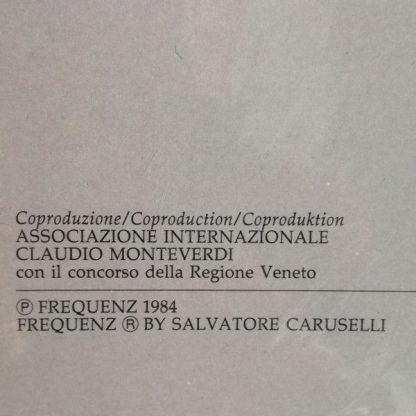 Coproduzione/Coproduction/Coproduktion
ASSOCIAZIONE INTERNAZIONALE
CLAUDIO MONTEVERDI
con il concorso della Regione Veneto
Ⓟ FREQUENZ 1984
FREQUENZ ® BY SALVATORE CARUSELLI